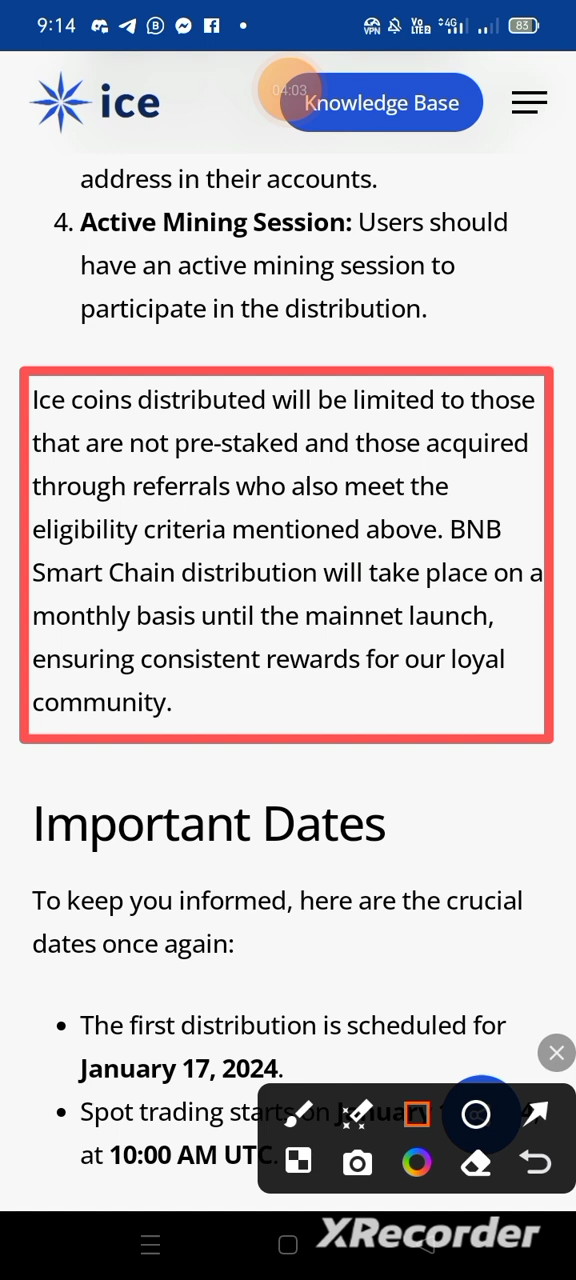 9:14
VPN
Vo LTE2
4G
83
ice
04:03
Knowledge Base
address in their accounts.
4. Active Mining Session: Users should
have an active mining session to
participate in the distribution.
Ice coins distributed will be limited to those
that are not pre-staked and those acquired
through referrals who also meet the
eligibility criteria mentioned above. BNB
Smart Chain distribution will take place on a
monthly basis until the mainnet launch,
ensuring consistent rewards for our loyal
community.
Important Dates
To keep you informed, here are the crucial
dates once again:
• The first distribution is scheduled for
January 17, 2024.
• Spot trading starts on January
at 10:00 AM UTC.
XRecorder